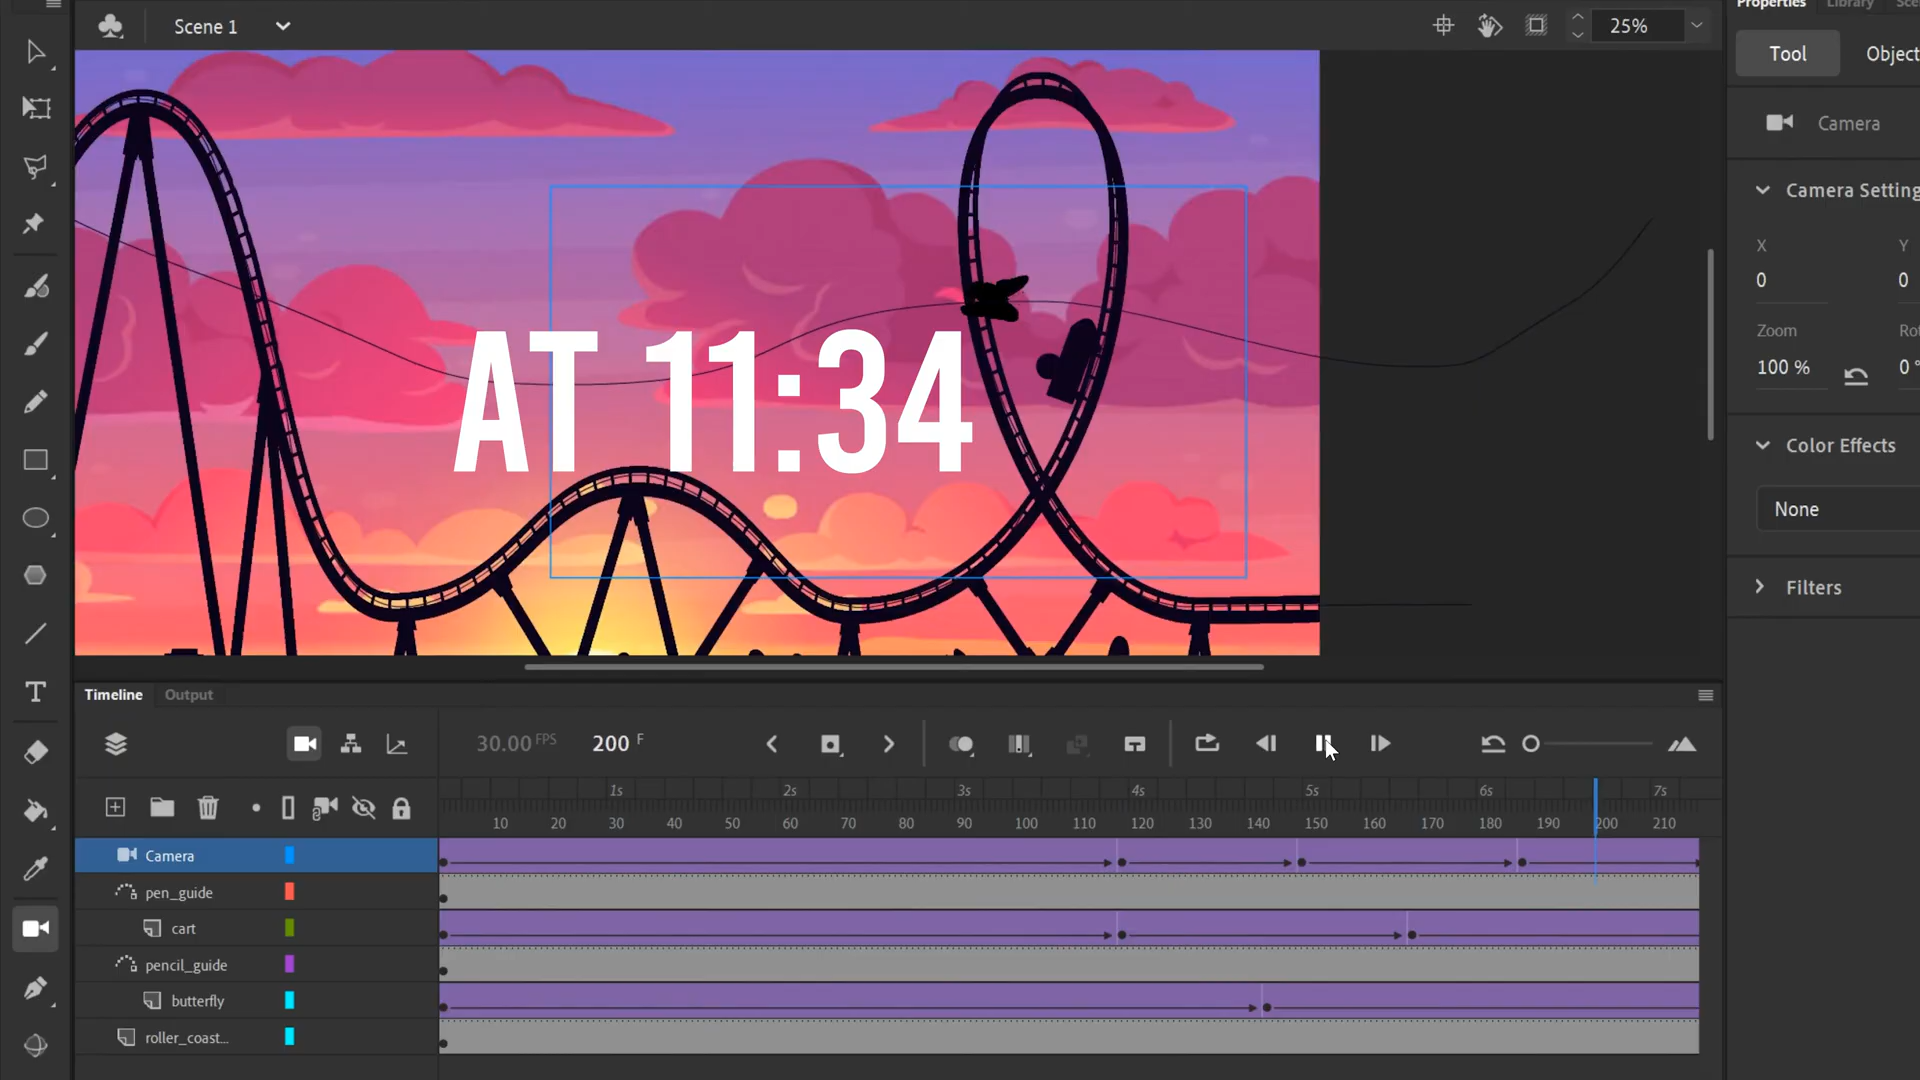 Properties
Library
Scene 1
25%
Tool
Object
Camera
Camera Setting
X
Y
0
0
Zoom
100 %
0 °
AT 11:34
Color Effects
None
Filters
Timeline
Output
30.00 FPS
200 F
1s 2s 3s 4s 5s 6s 7s
10 20 30 40 50 60 70 80 90 100 110 120 130 140 150 160 170 180 190 200 210
Camera
pen_guide
cart
pencil_guide
butterfly
roller_coast...